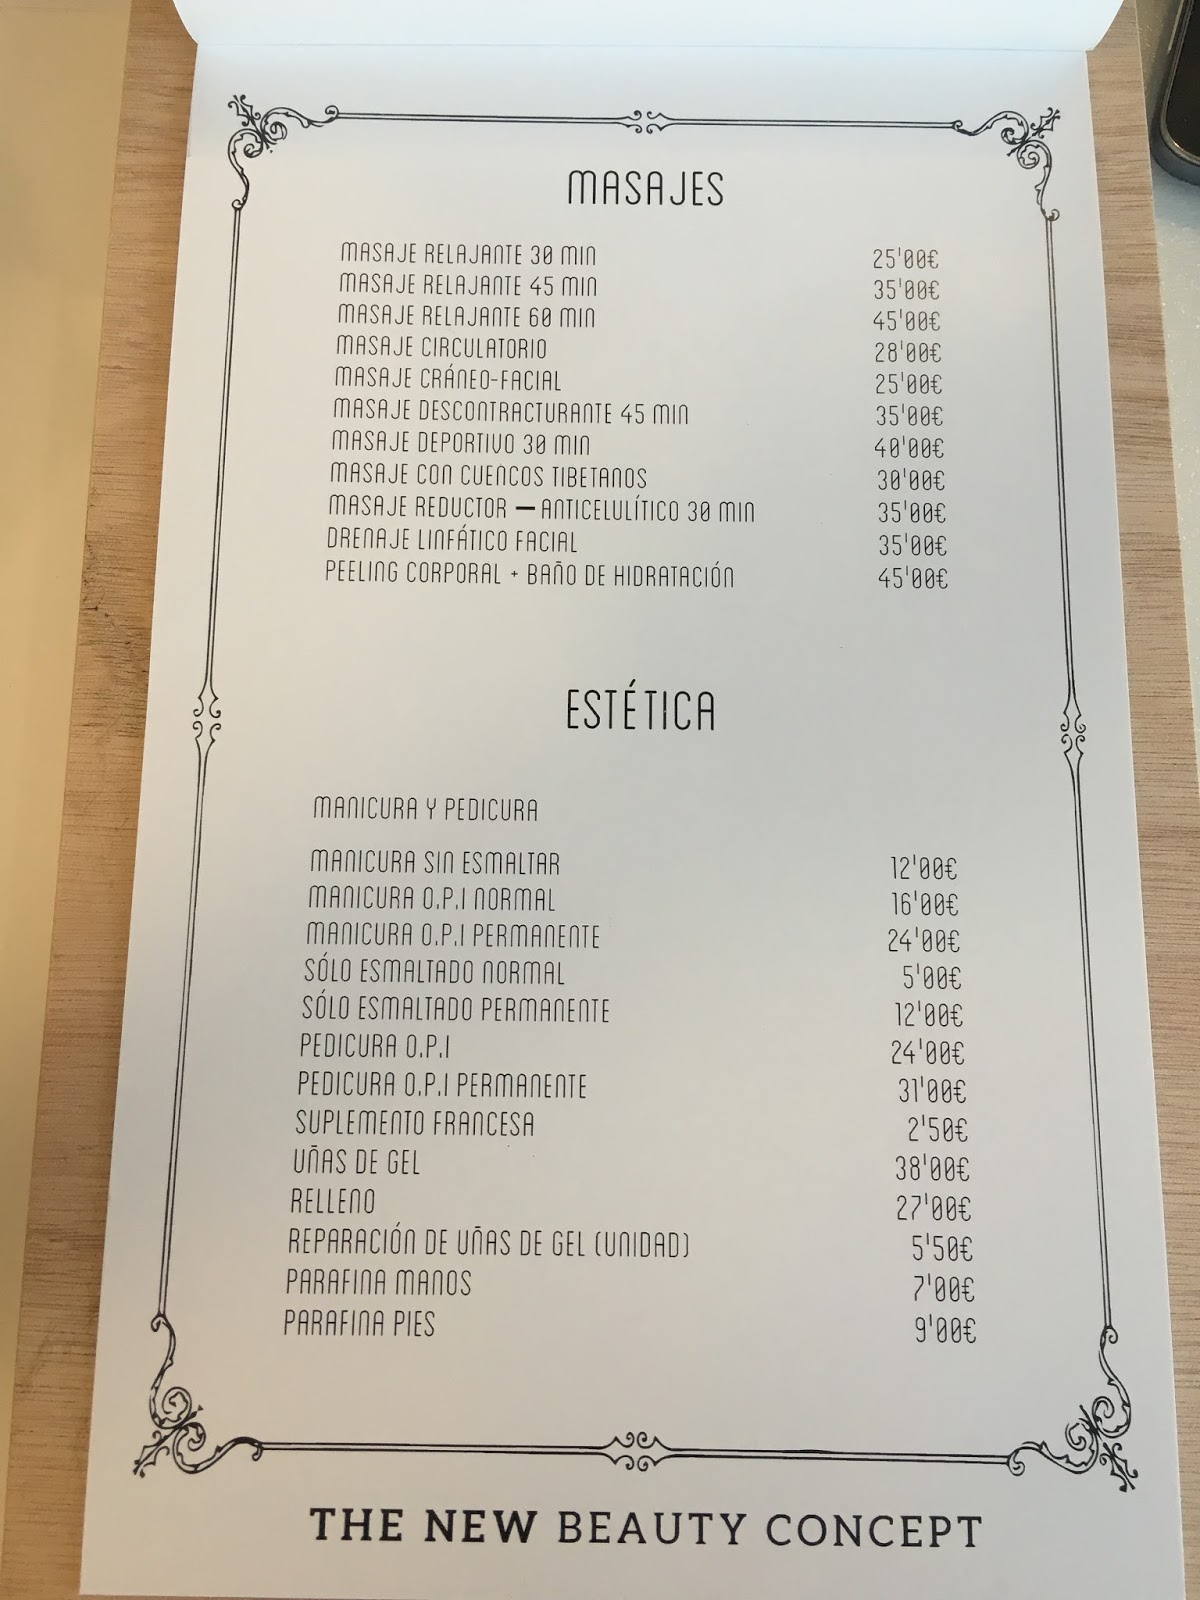 MASAJES
MASAJE RELAJANTE 30 MIN 25'00€
MASAJE RELAJANTE 45 MIN 35'00€
MASAJE RELAJANTE 60 MIN 45'00€
MASAJE CIRCULATORIO 28'00€
MASAJE CRÁNEO-FACIAL 25'00€
MASAJE DESCONTRACTURANTE 45 MIN 35'00€
MASAJE DEPORTIVO 30 MIN 40'00€
MASAJE CON CUENCOS TIBETANOS 30'00€
MASAJE REDUCTOR — ANTICELULÍTICO 30 MIN 35'00€
DRENAJE LINFÁTICO FACIAL 35'00€
PEELING CORPORAL + BAÑO DE HIDRATACIÓN 45'00€
ESTÉTICA
MANICURA Y PEDICURA
MANICURA SIN ESMALTAR 12'00€
MANICURA O.P.I NORMAL 16'00€
MANICURA O.P.I PERMANENTE 24'00€
SÓLO ESMALTADO NORMAL 5'00€
SÓLO ESMALTADO PERMANENTE 12'00€
PEDICURA O.P.I 24'00€
PEDICURA O.P.I PERMANENTE 31'00€
SUPLEMENTO FRANCESA 2'50€
UÑAS DE GEL 38'00€
RELLENO 27'00€
REPARACIÓN DE UÑAS DE GEL (UNIDAD) 5'50€
PARAFINA MANOS 7'00€
PARAFINA PIES 9'00€
THE NEW BEAUTY CONCEPT